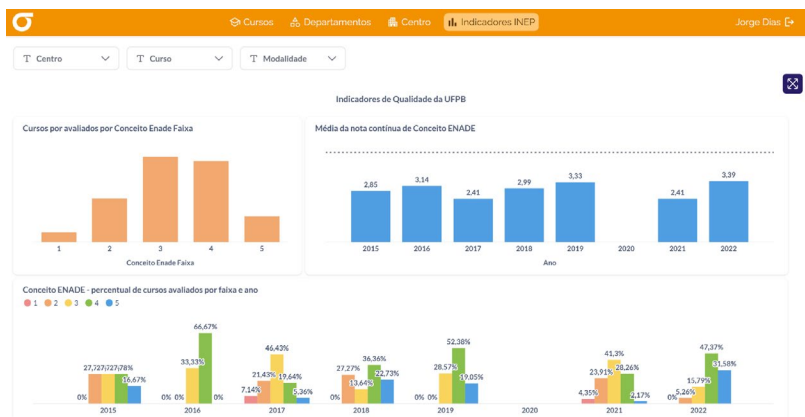 Cursos Departamentos Centro Indicadores INEP Jorge Dias
T Centro T Curso T Modalidade
Indicadores de Qualidade da UFPB
Cursos por avaliados por Conceito Enade Faixa
1 2 3 4 5
Conceito Enade Faixa
Média da nota contínua de Conceito ENADE
2,85 3,14 2,41 2,99 3,33 2,41 3,39
2015 2016 2017 2018 2019 2020 2021 2022
Ano
Conceito ENADE - percentual de cursos avaliados por faixa e ano
1 2 3 4 5
0% 16,67%
0% 0% 33,33% 66,67% 0%
7,14% 21,43% 46,43% 19,64% 5,36%
0% 27,27% 13,64% 36,36% 22,73%
0% 0% 28,57% 52,38% 19,05%
4,35% 23,91% 41,3% 28,26% 2,17%
0% 5,26% 15,79% 47,37% 31,58%
2015 2016 2017 2018 2019 2020 2021 2022